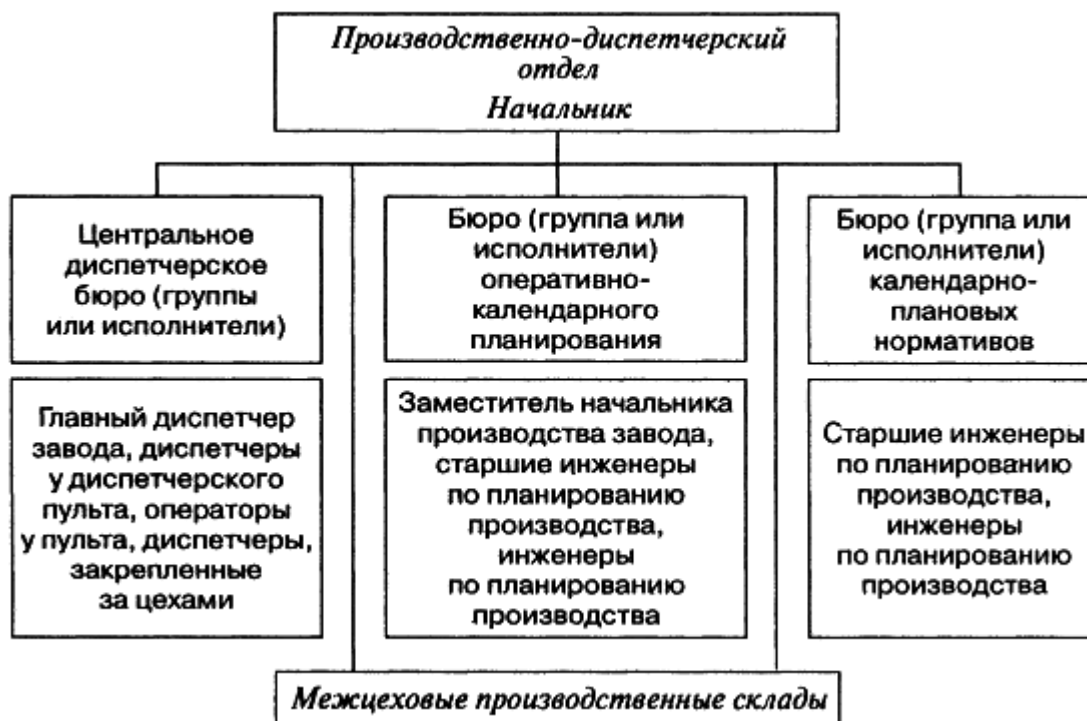 Производственно-диспетчерский
отдел
Начальник
Центральное
диспетчерское
бюро (группы
или исполнители)
Бюро (группа или
исполнители)
оперативно-
календарного
планирования
Бюро (группа или
исполнители)
календарно-
плановых
нормативов
Главный диспетчер
завода, диспетчеры
у диспетчерского
пульта, операторы
у пульта, диспетчеры,
закрепленные
за цехами
Заместитель начальника
производства завода,
старшие инженеры
по планированию
производства,
инженеры
по планированию
производства
Старшие инженеры
по планированию
производства,
инженеры
по планированию
производства
Межцеховые производственные склады